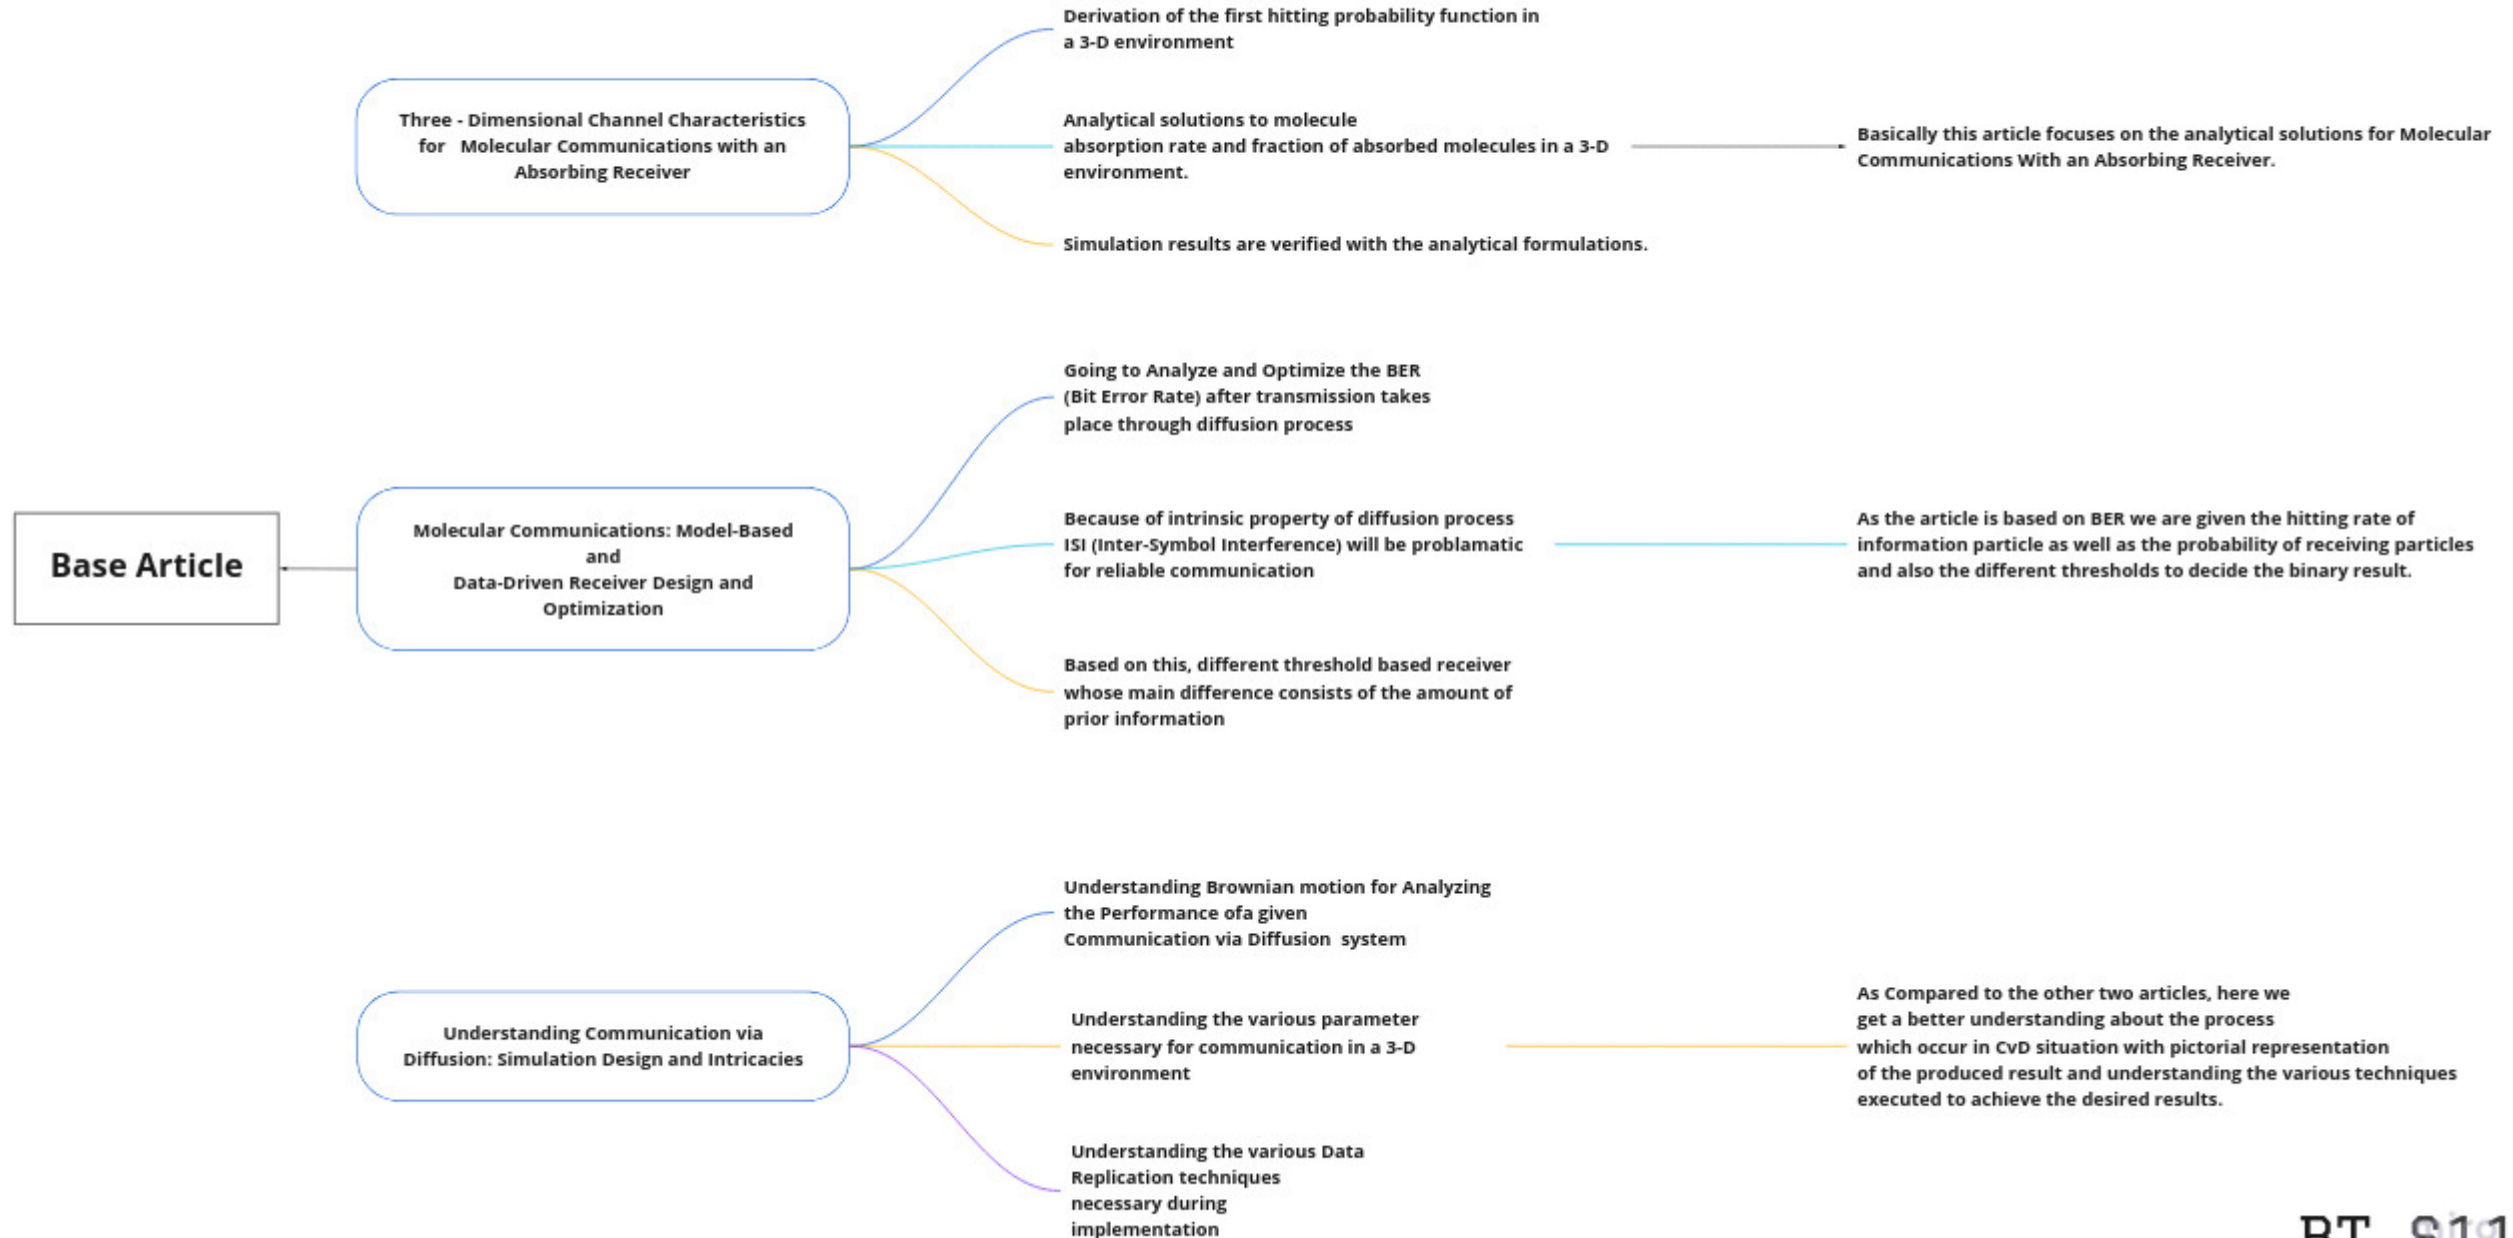 Derivation of the first hitting probability function in
a 3-D environment
Three - Dimensional Channel Characteristics
for Molecular Communications with an
Absorbing Receiver
Analytical solutions to molecule
absorption rate and fraction of absorbed molecules in a 3-D
environment.
Basically this article focuses on the analytical solutions for Molecular
Communications With an Absorbing Receiver.
Simulation results are verified with the analytical formulations.
Base Article
Molecular Communications: Model-Based
and
Data-Driven Receiver Design and
Optimization
Going to Analyze and Optimize the BER
(Bit Error Rate) after transmission takes
place through diffusion process
Because of intrinsic property of diffusion process
ISI (Inter-Symbol Interference) will be problamatic
for reliable communication
As the article is based on BER we are given the hitting rate of
information particle as well as the probability of receiving particles
and also the different thresholds to decide the binary result.
Based on this, different threshold based receiver
whose main difference consists of the amount of
prior information
Understanding Communication via
Diffusion: Simulation Design and Intricacies
Understanding Brownian motion for Analyzing
the Performance ofa given
Communication via Diffusion system
Understanding the various parameter
necessary for communication in a 3-D
environment
As Compared to the other two articles, here we
get a better understanding about the process
which occur in CvD situation with pictorial representation
of the produced result and understanding the various techniques
executed to achieve the desired results.
Understanding the various Data
Replication techniques
necessary during
implementation